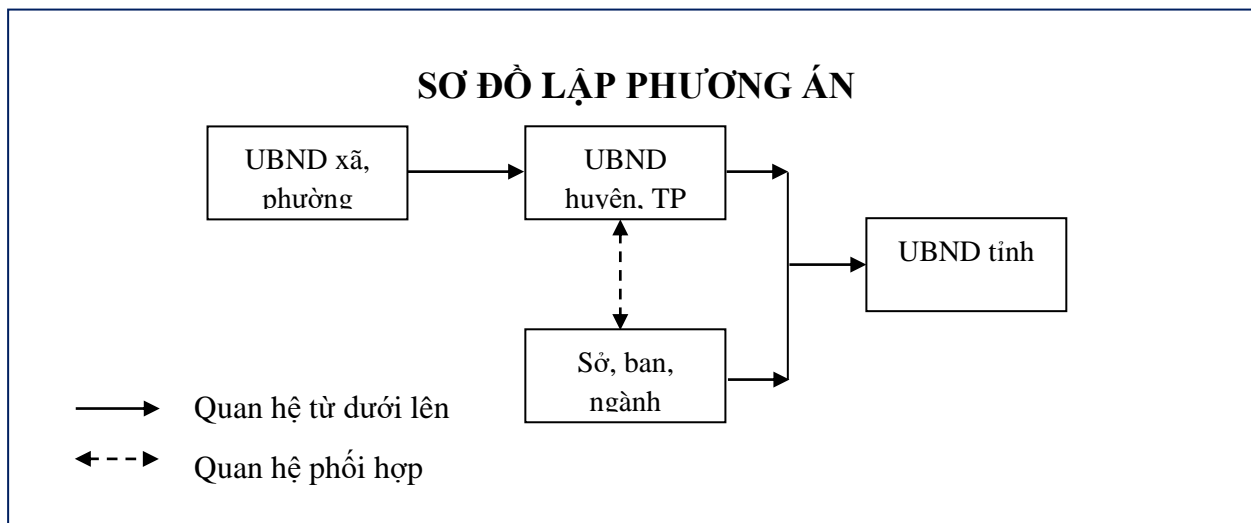 SƠ ĐỒ LẬP PHƯƠNG ÁN
UBND xã,
phường
UBND
huyện, TP
UBND tỉnh
Sở, ban,
ngành
Quan hệ từ dưới lên
Quan hệ phối hợp